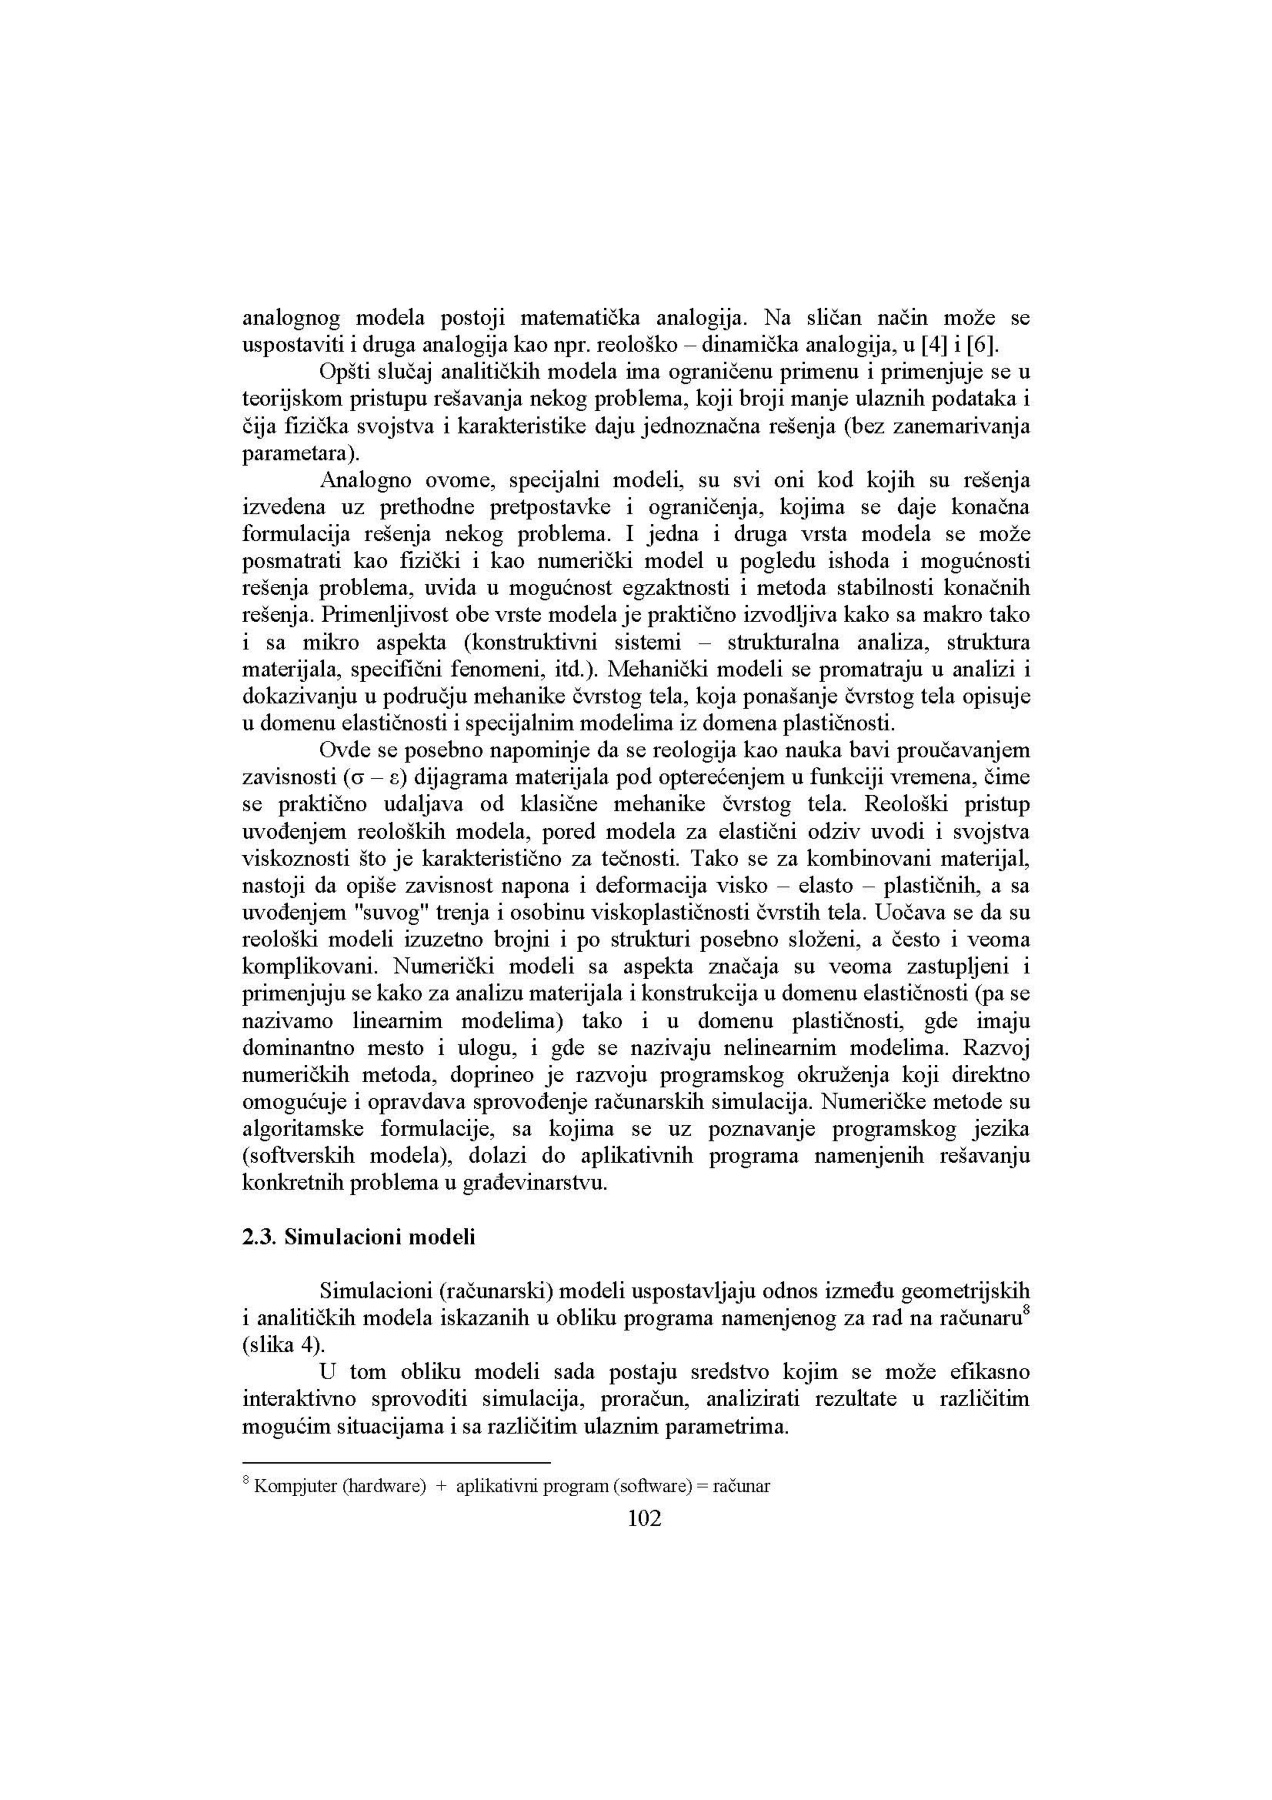 analognog modela postoji matematička analogija. Na sličan način može se
uspostaviti i druga analogija kao npr. reološko – dinamička analogija, u [4] i [6].
Opšti slučaj analitičkih modela ima ograničenu primenu i primenjuje se u
teorijskom pristupu rešavanja nekog problema, koji broji manje ulaznih podataka i
čija fizička svojstva i karakteristike daju jednoznačna rešenja (bez zanemarivanja
parametara).
Analogno ovome, specijalni modeli, su svi oni kod kojih su rešenja
izvedena uz prethodne pretpostavke i ograničenja, kojima se daje konačna
formulacija rešenja nekog problema. I jedna i druga vrsta modela se može
posmatrati kao fizički i kao numerički model u pogledu ishoda i mogućnosti
rešenja problema, uvida u mogućnost egzaktnosti i metoda stabilnosti konačnih
rešenja. Primenljivost obe vrste modela je praktično izvodljiva kako sa makro tako
i sa mikro aspekta (konstruktivni sistemi – strukturalna analiza, struktura
materijala, specifični fenomeni, itd.). Mehanički modeli se promatraju u analizi i
dokazivanju u području mehanike čvrstog tela, koja ponašanje čvrstog tela opisuje
u domenu elastičnosti i specijalnim modelima iz domena plastičnosti.
Ovde se posebno napominje da se reologija kao nauka bavi proučavanjem
zavisnosti (σ – ε) dijagrama materijala pod opterećenjem u funkciji vremena, čime
se praktično udaljava od klasične mehanike čvrstog tela. Reološki pristup
uvođenjem reoloških modela, pored modela za elastični odziv uvodi i svojstva
viskoznosti što je karakteristično za tečnosti. Tako se za kombinovani materijal,
nastoji da opiše zavisnost napona i deformacija visko – elasto – plastičnih, a sa
uvođenjem "suvog" trenja i osobinu viskoplastičnosti čvrstih tela. Uočava se da su
reološki modeli izuzetno brojni i po strukturi posebno složeni, a često i veoma
komplikovani. Numerički modeli sa aspekta značaja su veoma zastupljeni i
primenjuju se kako za analizu materijala i konstrukcija u domenu elastičnosti (pa se
nazivamo linearnim modelima) tako i u domenu plastičnosti, gde imaju
dominantno mesto i ulogu, i gde se nazivaju nelinearnim modelima. Razvoj
numeričkih metoda, doprineo je razvoju programskog okruženja koji direktno
omogućuje i opravdava sprovođenje računarskih simulacija. Numeričke metode su
algoritamske formulacije, sa kojima se uz poznavanje programskog jezika
(softverskih modela), dolazi do aplikativnih programa namenjenih rešavanju
konkretnih problema u građevinarstvu.
2.3. Simulacioni modeli
Simulacioni (računarski) modeli uspostavljaju odnos između geometrijskih
i analitičkih modela iskazanih u obliku programa namenjenog za rad na računaru⁸
(slika 4).
U tom obliku modeli sada postaju sredstvo kojim se može efikasno
interaktivno sprovoditi simulacija, proračun, analizirati rezultate u različitim
mogućim situacijama i sa različitim ulaznim parametrima.
⁸ Kompjuter (hardware) + aplikativni program (software) = računar
102